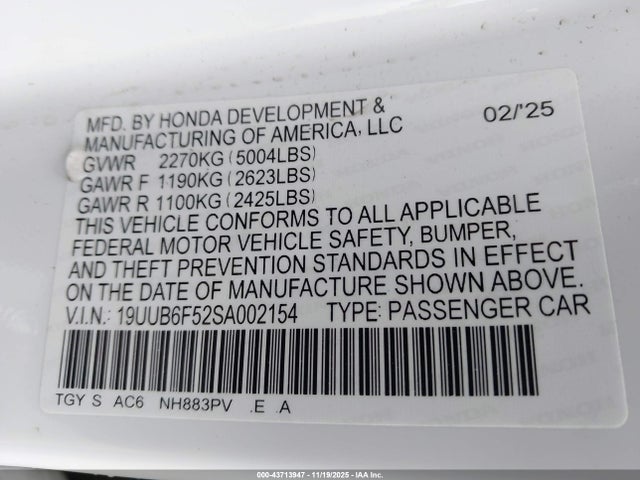 MFD. BY HONDA DEVELOPMENT &
MANUFACTURING OF AMERICA, LLC 02/'25
GVWR 2270KG (5004LBS)
GAWR F 1190KG (2623LBS)
GAWR R 1100KG (2425LBS)
THIS VEHICLE CONFORMS TO ALL APPLICABLE
FEDERAL MOTOR VEHICLE SAFETY, BUMPER,
AND THEFT PREVENTION STANDARDS IN EFFECT
ON THE DATE OF MANUFACTURE SHOWN ABOVE.
V.I.N.: 19UUB6F52SA002154 TYPE: PASSENGER CAR
TGY S AC6 NH883PV .E .A
000-43713947 - 11/19/2025 - IAA Inc.